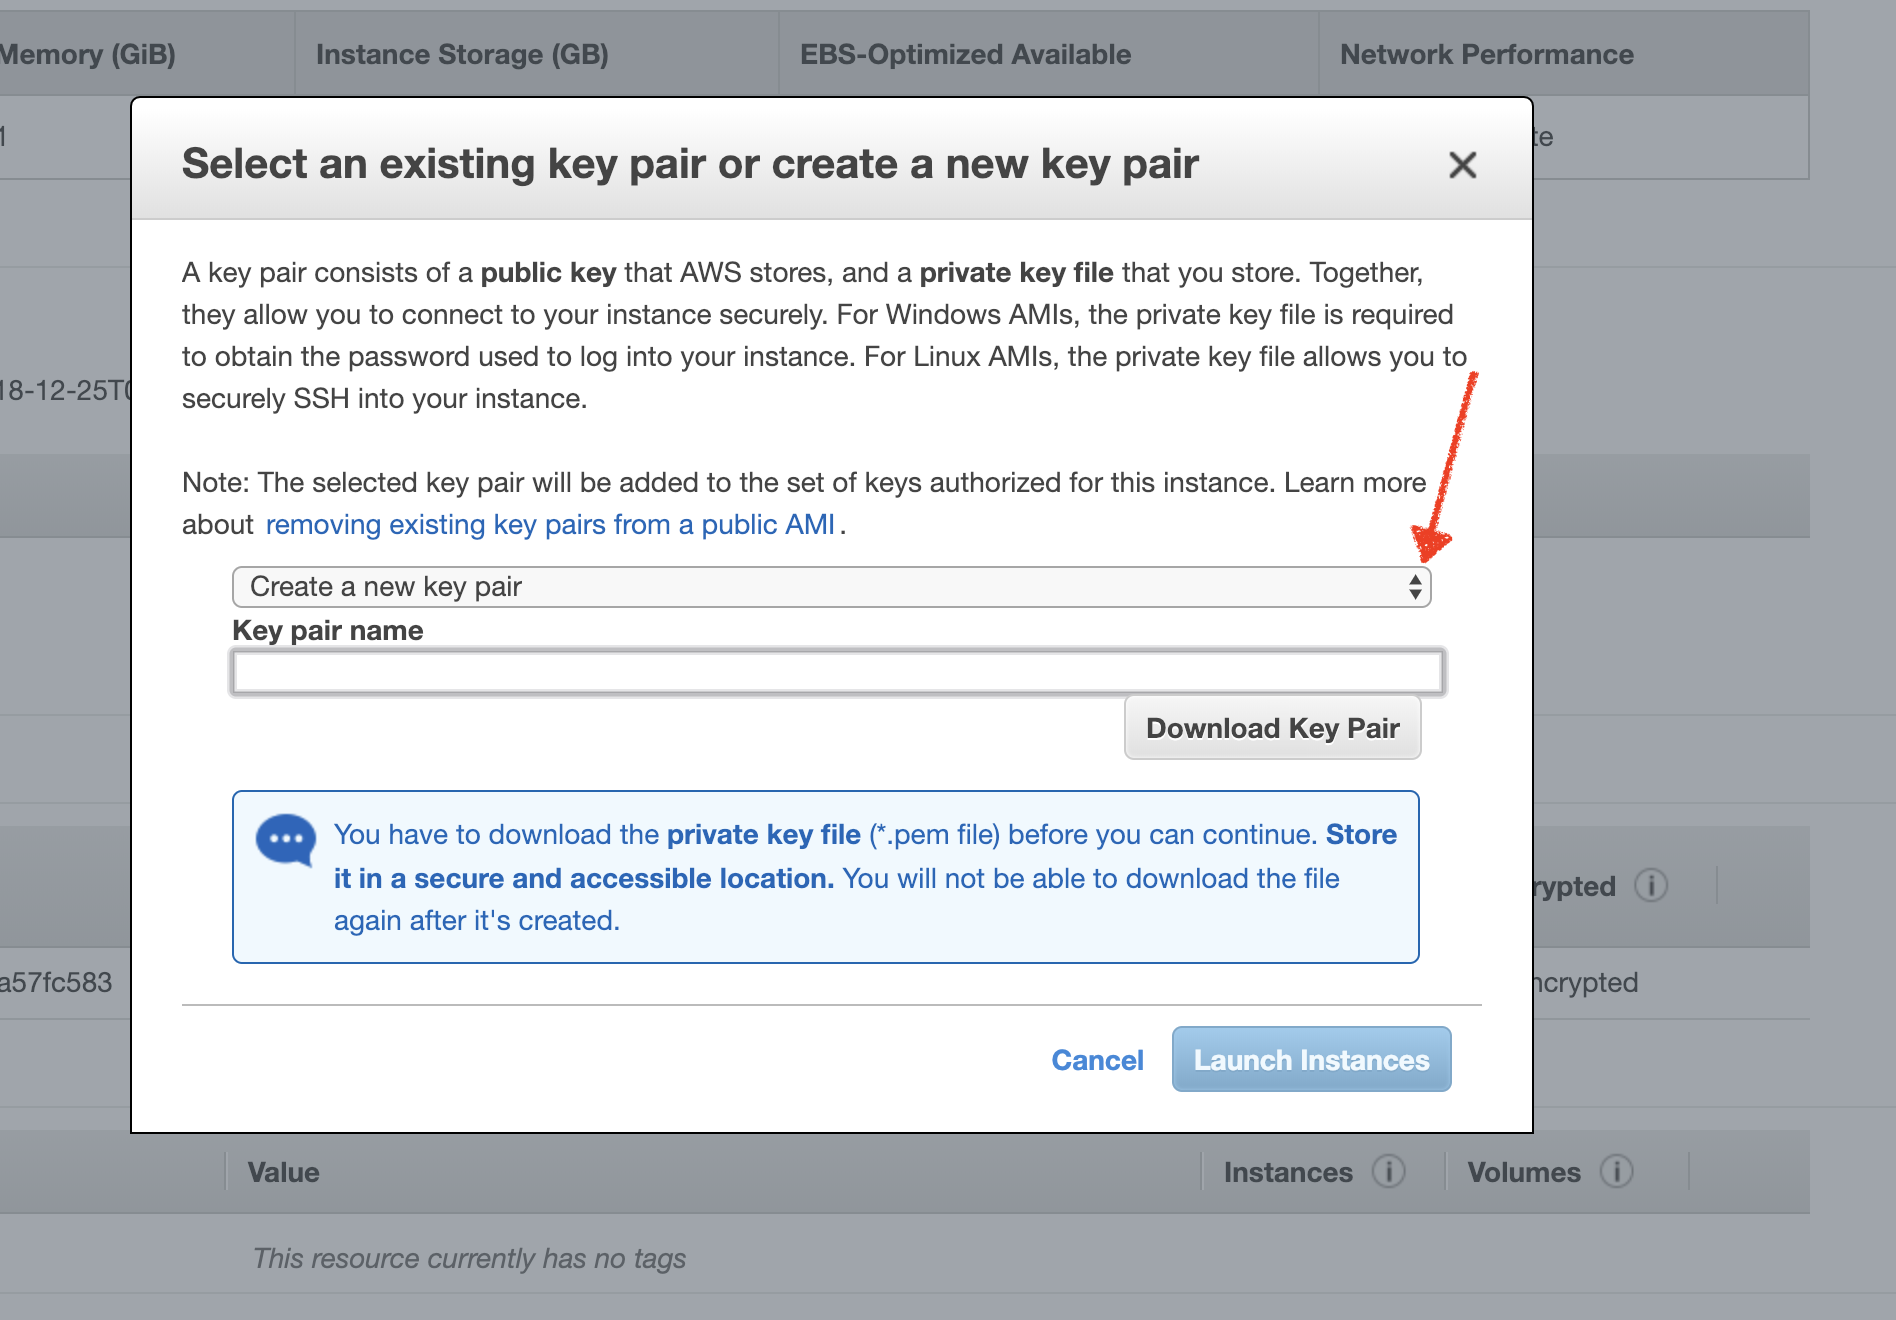 Memory (GiB) Instance Storage (GB) EBS-Optimized Available Network Performance
1
te
Select an existing key pair or create a new key pair
A key pair consists of a public key that AWS stores, and a private key file that you store. Together,
they allow you to connect to your instance securely. For Windows AMIs, the private key file is required
to obtain the password used to log into your instance. For Linux AMIs, the private key file allows you to
securely SSH into your instance.
18-12-25T0
Note: The selected key pair will be added to the set of keys authorized for this instance. Learn more
about removing existing key pairs from a public AMI.
Create a new key pair
Key pair name
Download Key Pair
You have to download the private key file (*.pem file) before you can continue. Store
it in a secure and accessible location. You will not be able to download the file
again after it's created.
rypted
a57fc583
ncrypted
Cancel Launch Instances
Value Instances Volumes
This resource currently has no tags